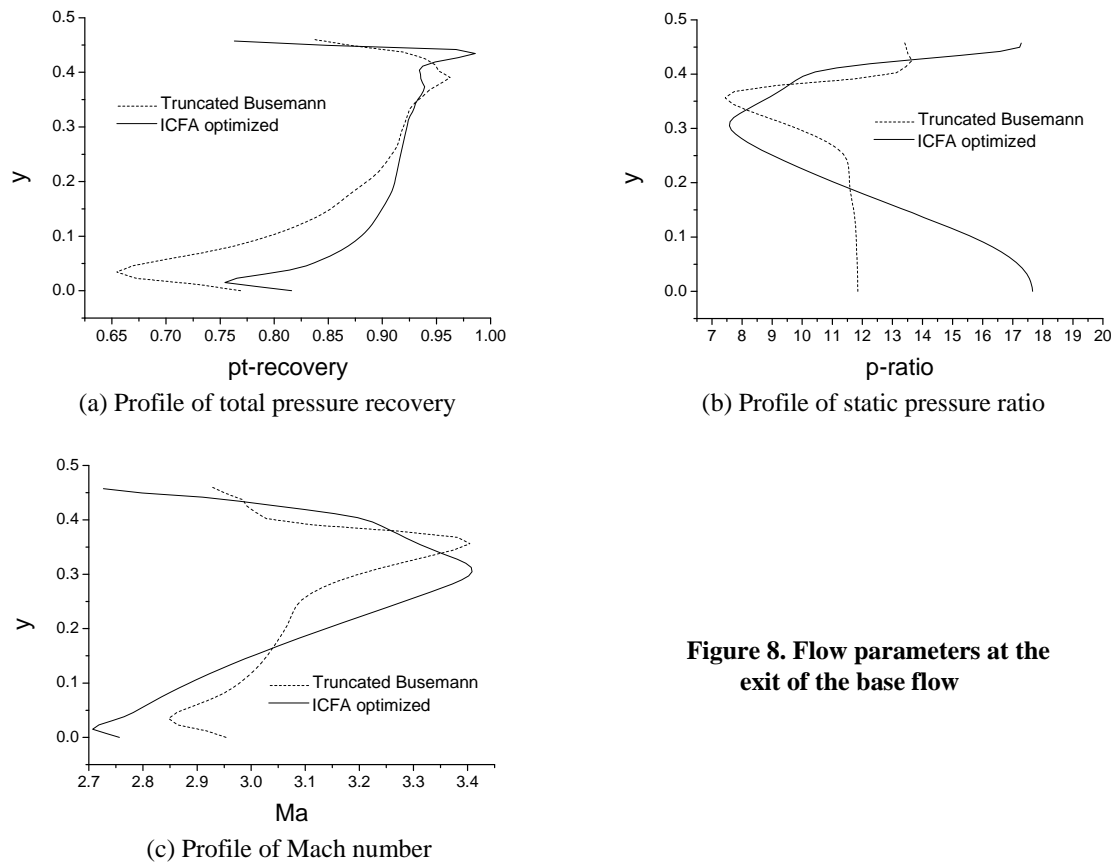 0.5
0.4
0.3
0.2
0.1
0.0
y
Truncated Busemann
ICFA optimized
0.65 0.70 0.75 0.80 0.85 0.90 0.95 1.00
pt-recovery
(a) Profile of total pressure recovery
0.5
0.4
0.3
0.2
0.1
0.0
y
Truncated Busemann
ICFA optimized
7 8 9 10 11 12 13 14 15 16 17 18 19 20
p-ratio
(b) Profile of static pressure ratio
0.5
0.4
0.3
0.2
0.1
0.0
y
Truncated Busemann
ICFA optimized
2.7 2.8 2.9 3.0 3.1 3.2 3.3 3.4
Ma
(c) Profile of Mach number
Figure 8. Flow parameters at the
exit of the base flow